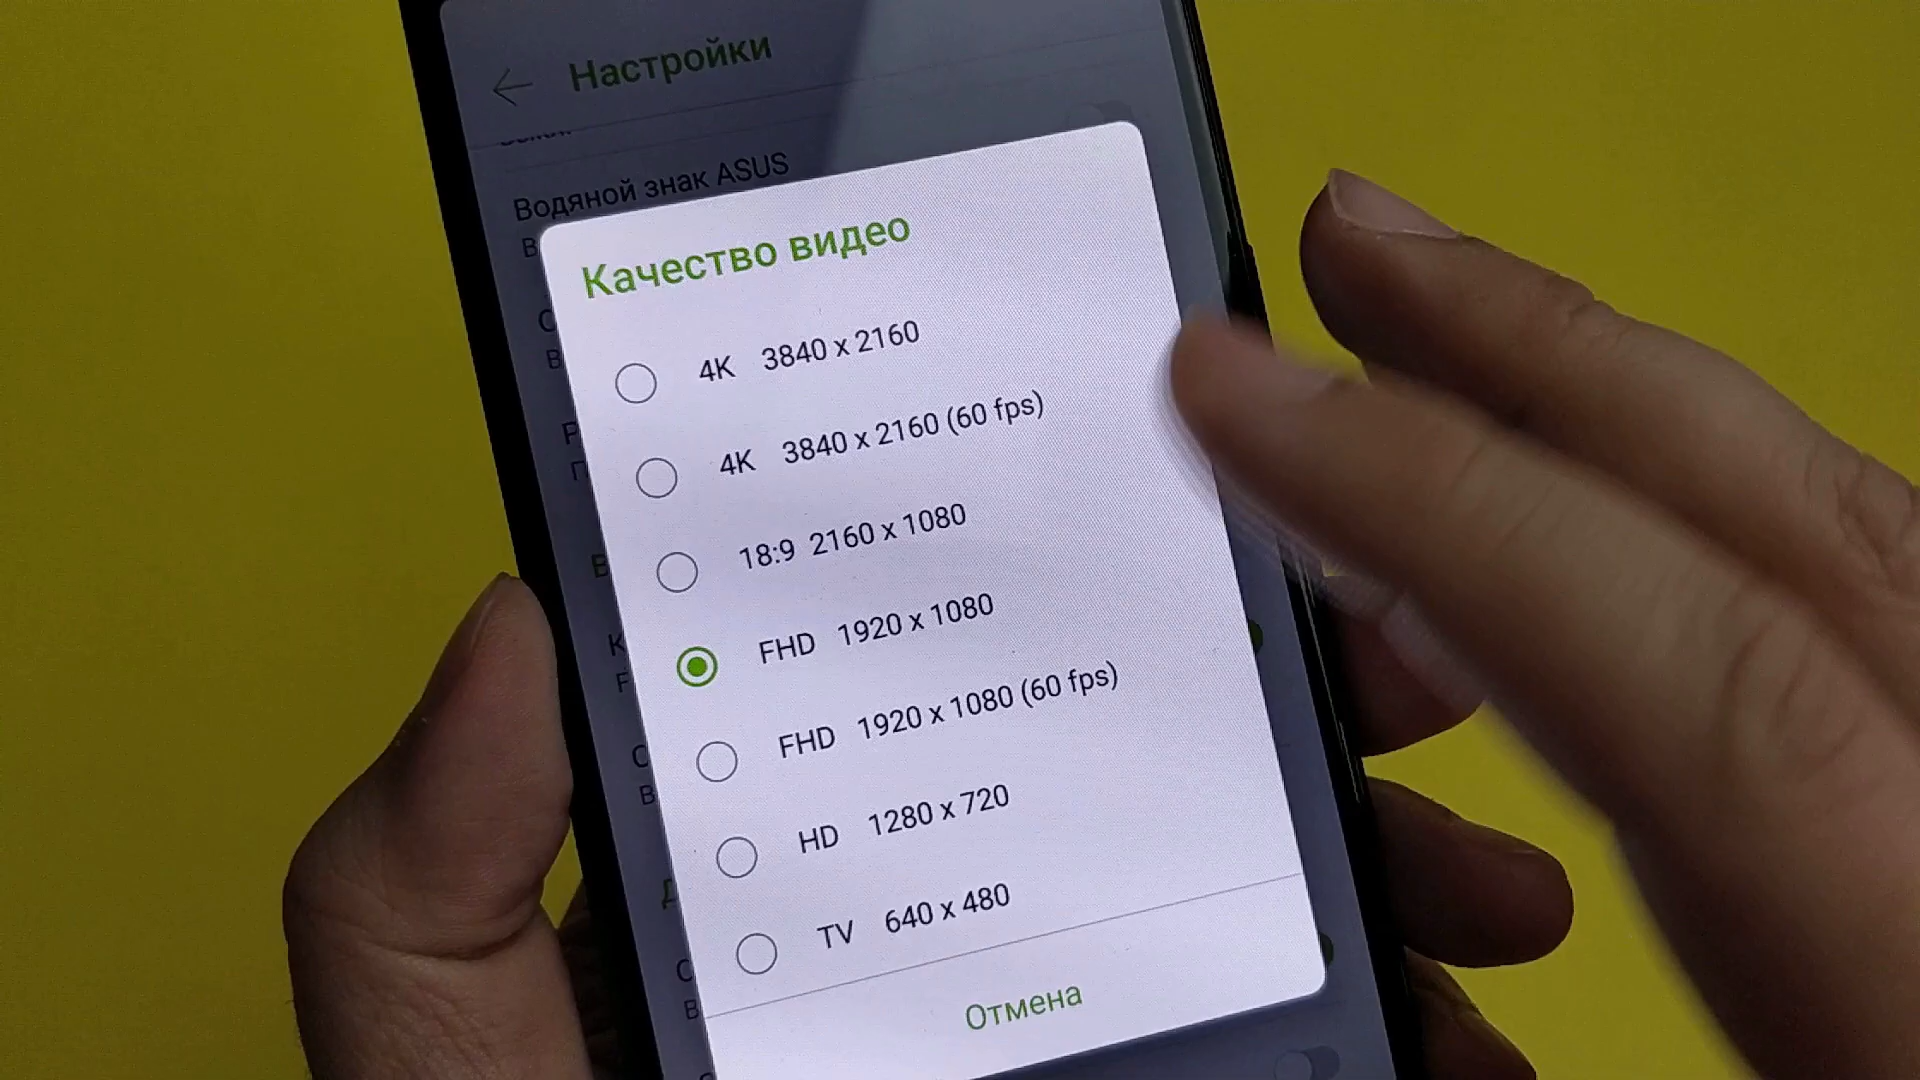 Настройки
Водяной знак ASUS
Качество видео
4K 3840 x 2160
4K 3840 x 2160 (60 fps)
18:9 2160 x 1080
FHD 1920 x 1080
FHD 1920 x 1080 (60 fps)
HD 1280 x 720
TV 640 x 480
Отмена